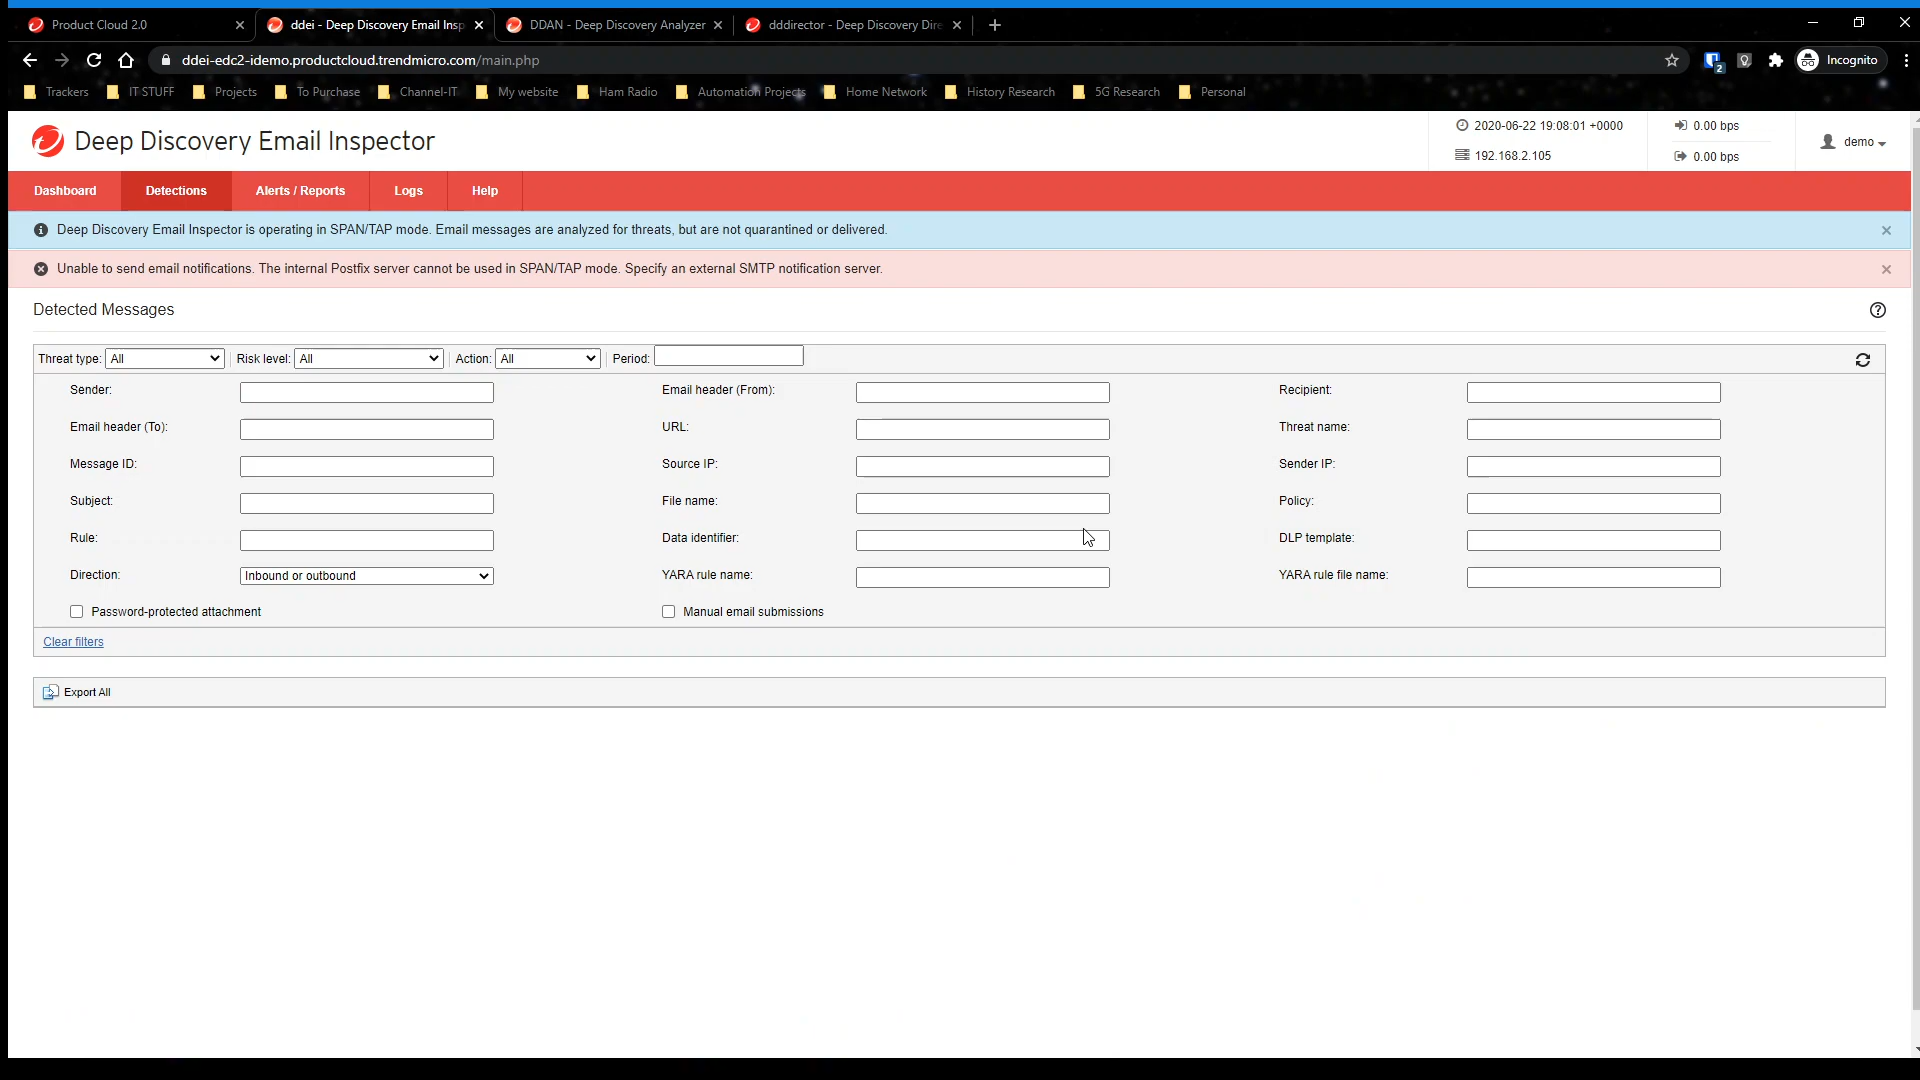 Product Cloud 2.0
ddei - Deep Discovery Email Insp
DDAN - Deep Discovery Analyzer
dddirector - Deep Discovery Dire
ddei-edc2-idemo.productcloud.trendmicro.com/main.php
2
Incognito
Trackers
IT STUFF
Projects
To Purchase
Channel-IT
My website
Ham Radio
Automation Projects
Home Network
History Research
5G Research
Personal
Deep Discovery Email Inspector
2020-06-22 19:08:01 +0000
192.168.2.105
0.00 bps
0.00 bps
demo
Dashboard
Detections
Alerts / Reports
Logs
Help
Deep Discovery Email Inspector is operating in SPAN/TAP mode. Email messages are analyzed for threats, but are not quarantined or delivered.
Unable to send email notifications. The internal Postfix server cannot be used in SPAN/TAP mode. Specify an external SMTP notification server.
Detected Messages
Threat type: All
Risk level: All
Action: All
Period:
Sender:
Email header (From):
Recipient:
Email header (To):
URL:
Threat name:
Message ID:
Source IP:
Sender IP:
Subject:
File name:
Policy:
Rule:
Data identifier:
DLP template:
Direction: Inbound or outbound
YARA rule name:
YARA rule file name:
Password-protected attachment
Manual email submissions
Clear filters
Export All